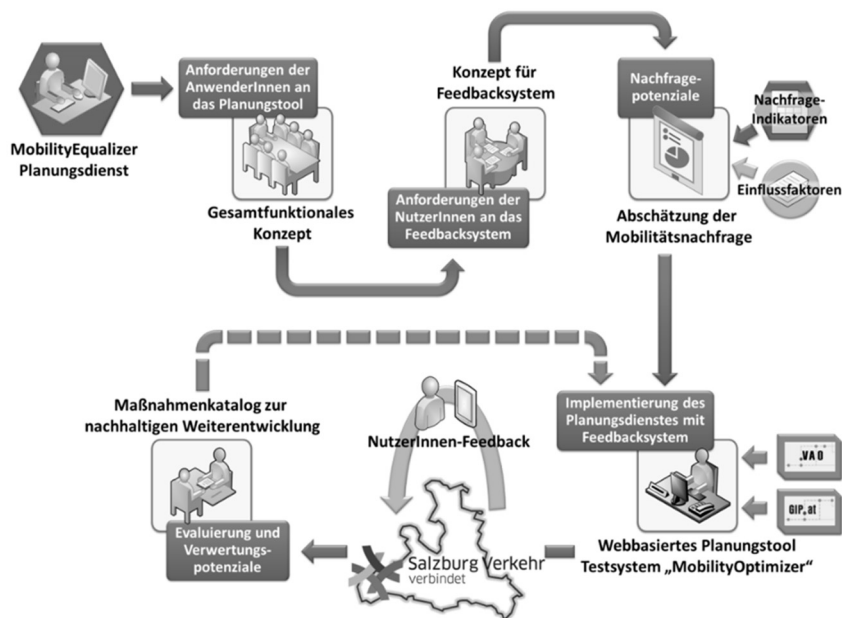 MobilityEqualizer
Planungsdienst
Anforderungen der
AnwenderInnen an
das Planungstool
Gesamtfunktionales
Konzept
Konzept für
Feedbacksystem
Anforderungen der
NutzerInnen an das
Feedbacksystem
Nachfrage-
potenziale
Nachfrage-
Indikatoren
Einflussfaktoren
Abschätzung der
Mobilitätsnachfrage
Implementierung des
Planungsdienstes mit
Feedbacksystem
.VAO
GIP.at
Webbasiertes Planungstool
Testsystem „MobilityOptimizer“
NutzerInnen-Feedback
Salzburg Verkehr
verbindet
Maßnahmenkatalog zur
nachhaltigen Weiterentwicklung
Evaluierung und
Verwertungs-
potenziale